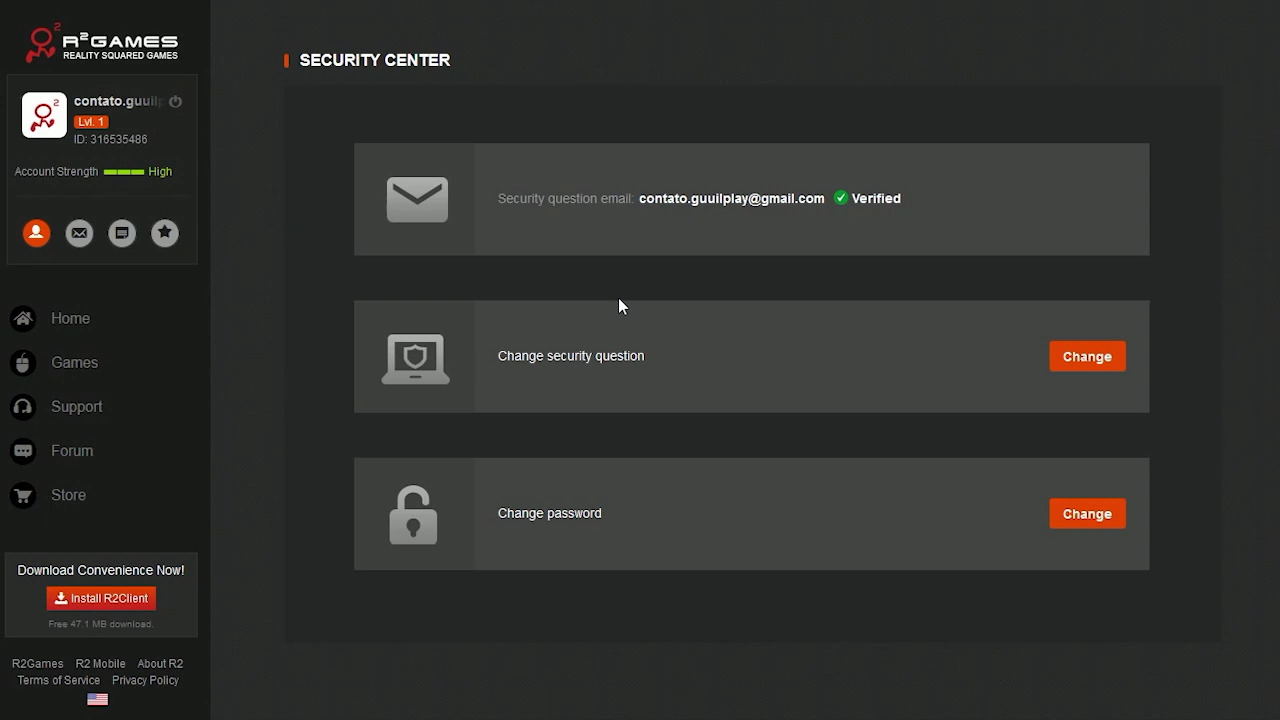 R²GAMES
REALITY SQUARED GAMES
contato.guuilp
Lvl. 1
ID: 316535486
Account Strength High
Home
Games
Support
Forum
Store
Download Convenience Now!
Install R2Client
Free 47.1 MB download.
R2Games R2 Mobile About R2
Terms of Service Privacy Policy
SECURITY CENTER
Security question email: contato.guuilplay@gmail.com Verified
Change security question Change
Change password Change